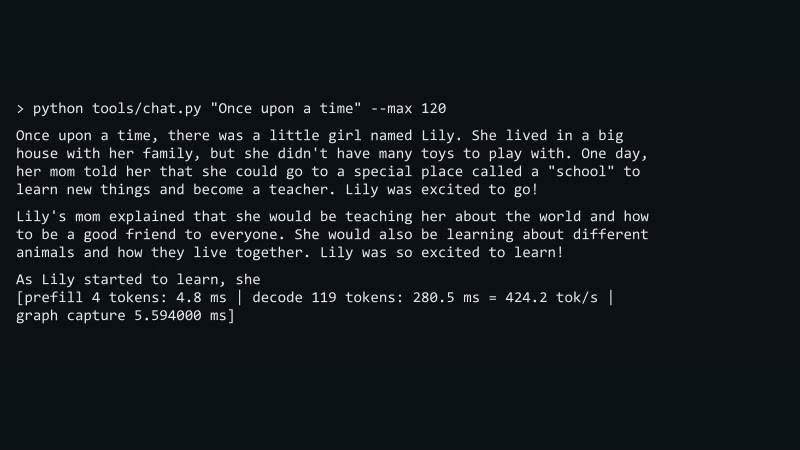 > python tools/chat.py "Once upon a time" --max 120
Once upon a time, there was a little girl named Lily. She lived in a big
house with her family, but she didn't have many toys to play with. One day,
her mom told her that she could go to a special place called a "school" to
learn new things and become a teacher. Lily was excited to go!
Lily's mom explained that she would be teaching her about the world and how
to be a good friend to everyone. She would also be learning about different
animals and how they live together. Lily was so excited to learn!
As Lily started to learn, she
[prefill 4 tokens: 4.8 ms | decode 119 tokens: 280.5 ms = 424.2 tok/s |
graph capture 5.594000 ms]